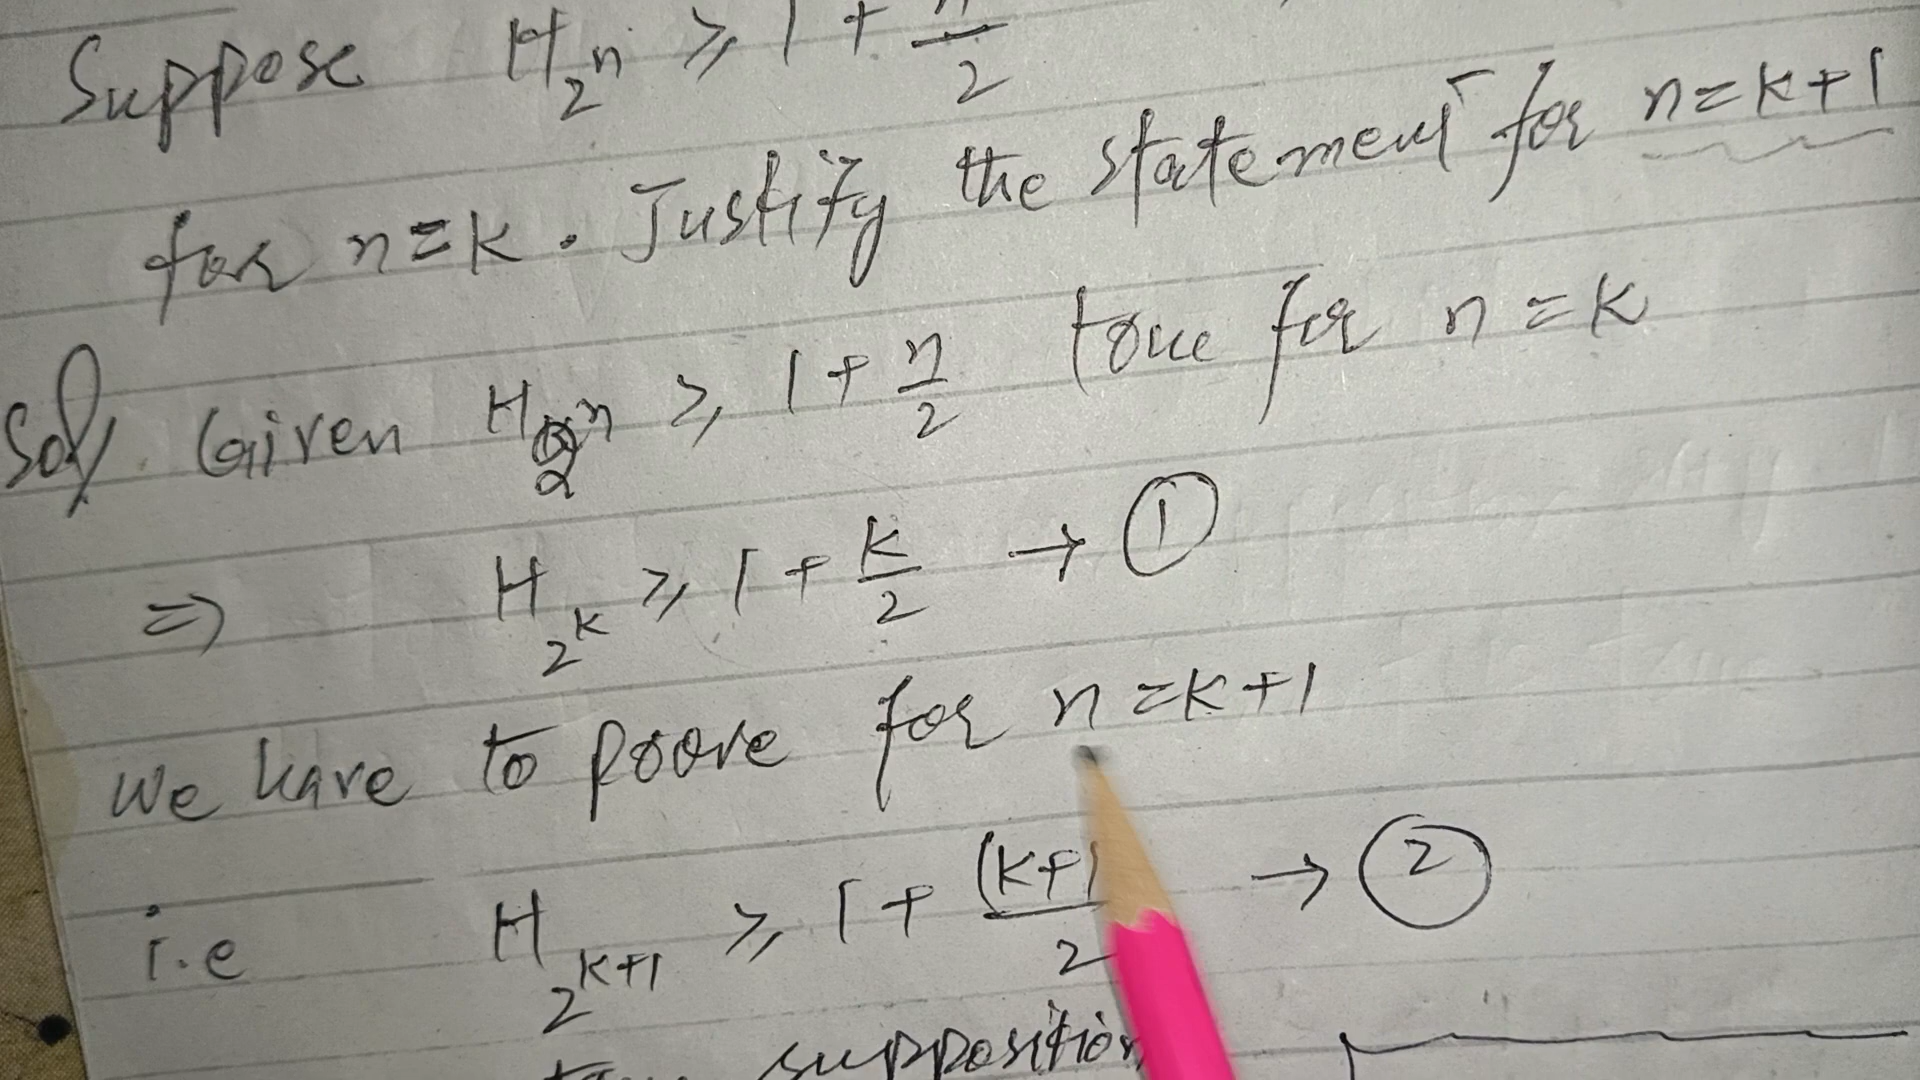 Suppose H_{2^n} ⩾ 1 + n/2
for n=k. Justify the statement for n=k+1
Sol. Given H_{2^n} ⩾ 1 + n/2 true for n=k
⇒ H_{2^k} ⩾ 1 + k/2 → ①
We have to prove for n=k+1
i.e H_{2^{k+1}} ⩾ 1 + (k+1/2 → ②
supposition